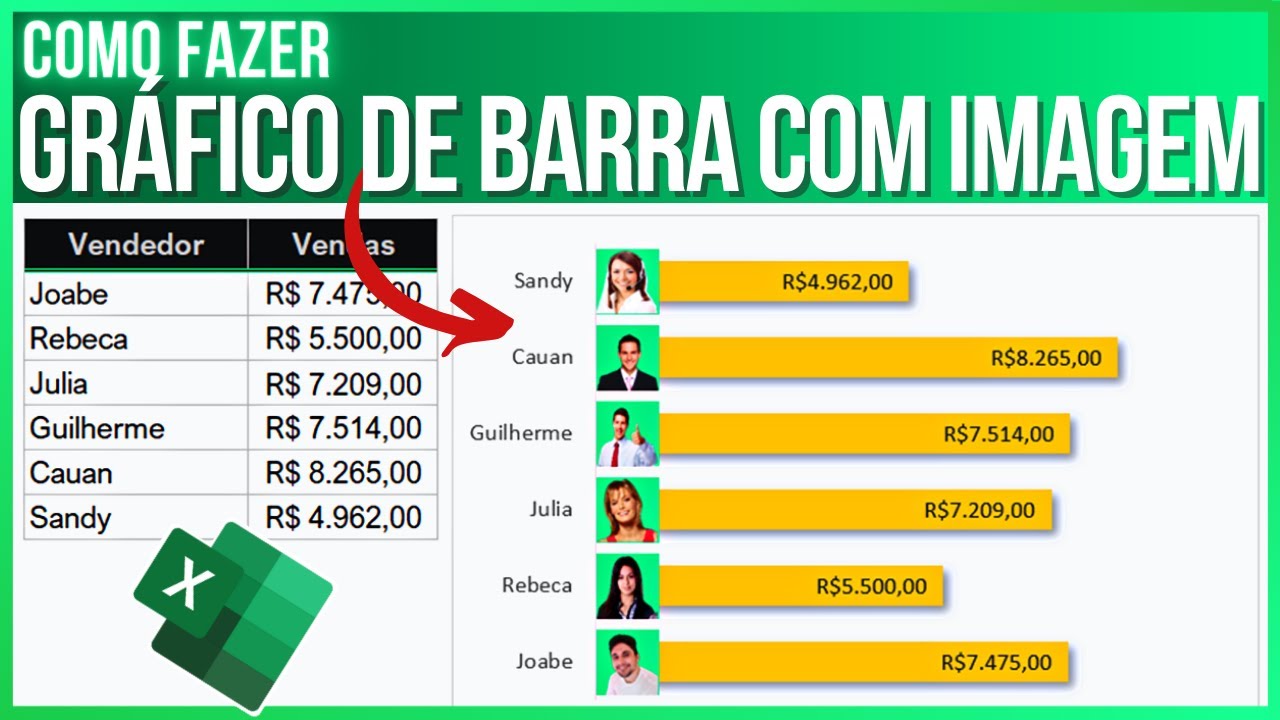 COMO FAZER
GRÁFICO DE BARRA COM IMAGEM
Vendedor Vendas
Joabe R$ 7.475,00
Rebeca R$ 5.500,00
Julia R$ 7.209,00
Guilherme R$ 7.514,00
Cauan R$ 8.265,00
Sandy R$ 4.962,00
X
Sandy R$4.962,00
Cauan R$8.265,00
Guilherme R$7.514,00
Julia R$7.209,00
Rebeca R$5.500,00
Joabe R$7.475,00